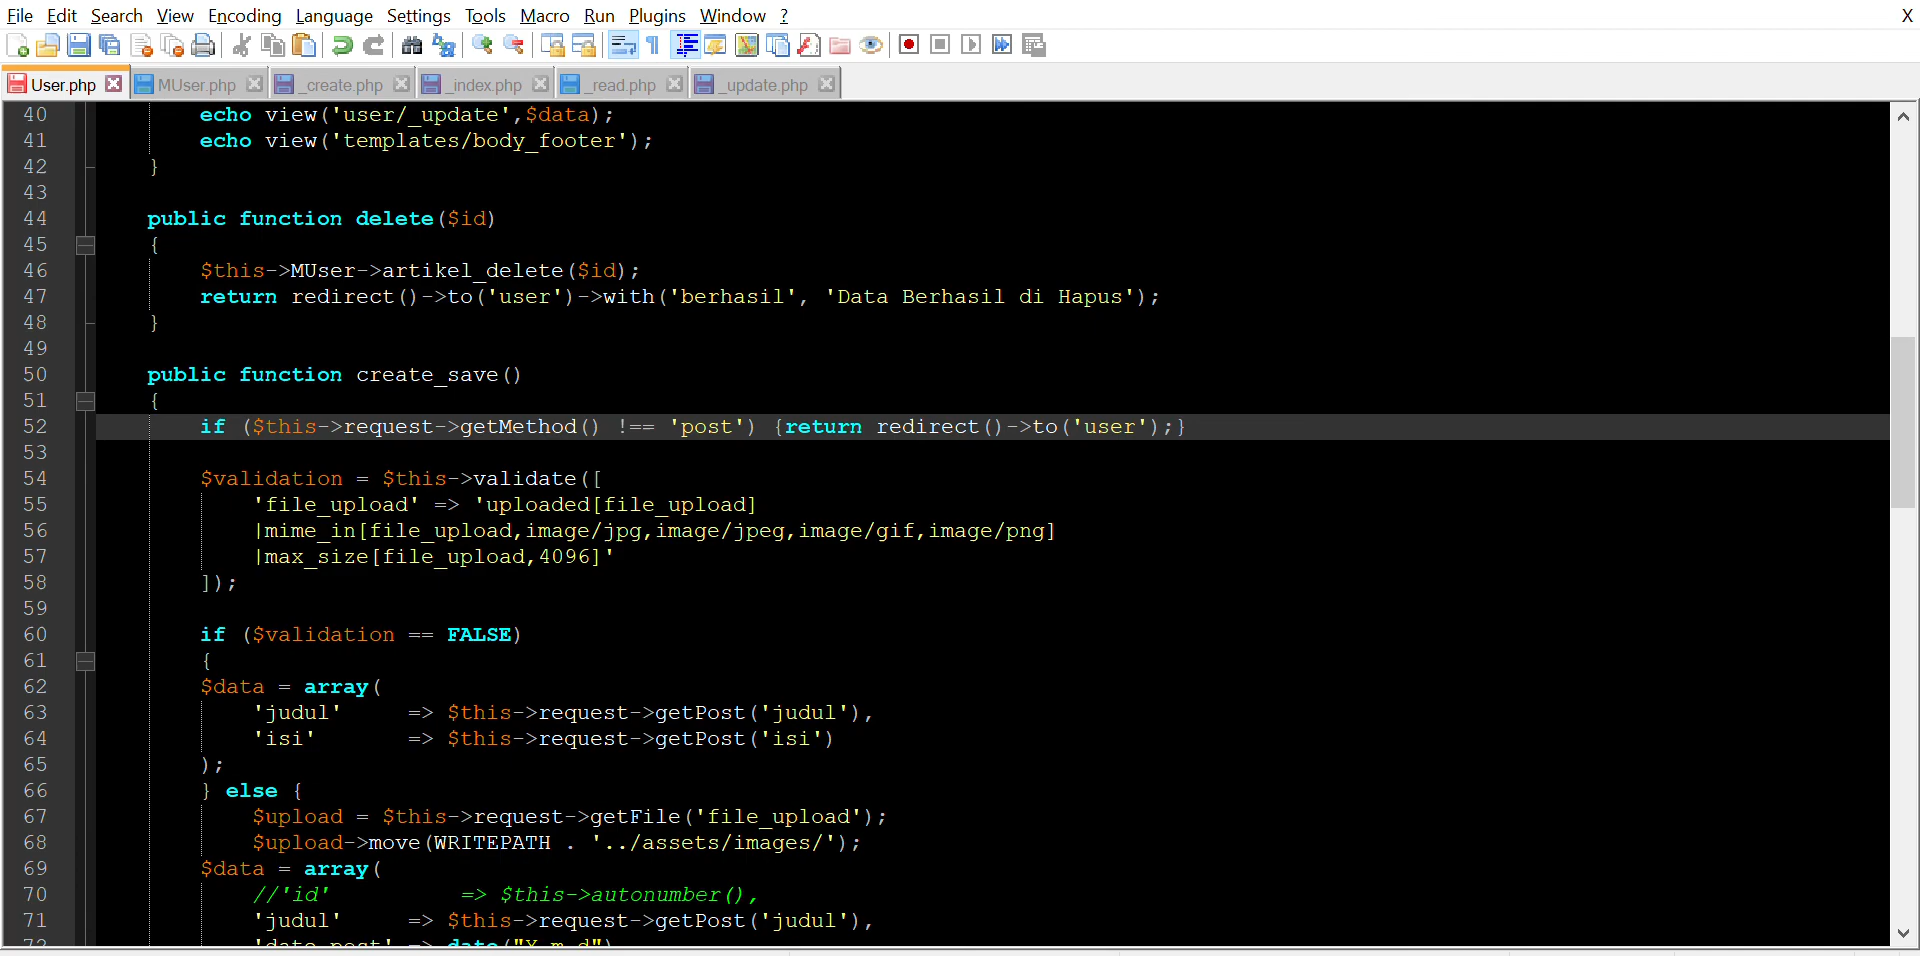 File Edit Search View Encoding Language Settings Tools Macro Run Plugins Window ? X
User.php MUser.php _create.php _index.php _read.php _update.php
40 echo view('user/_update',$data);
41 echo view('templates/body_footer');
42 }
43
44 public function delete($id)
45 {
46 $this->MUser->artikel_delete($id);
47 return redirect()->to('user')->with('berhasil', 'Data Berhasil di Hapus');
48 }
49
50 public function create_save()
51 {
52 if ($this->request->getMethod() !== 'post') {return redirect()->to('user');}
53
54 $validation = $this->validate([
55 'file_upload' => 'uploaded[file_upload]
56 |mime_in[file_upload,image/jpg,image/jpeg,image/gif,image/png]
57 |max_size[file_upload,4096]'
58 ]);
59
60 if ($validation == FALSE)
61 {
62 $data = array(
63 'judul' => $this->request->getPost('judul'),
64 'isi' => $this->request->getPost('isi')
65 );
66 } else {
67 $upload = $this->request->getFile('file_upload');
68 $upload->move(WRITEPATH . '../assets/images/');
69 $data = array(
70 //'id' => $this->autonumber(),
71 'judul' => $this->request->getPost('judul'),
72 'date_post' => date("Y-m-d")